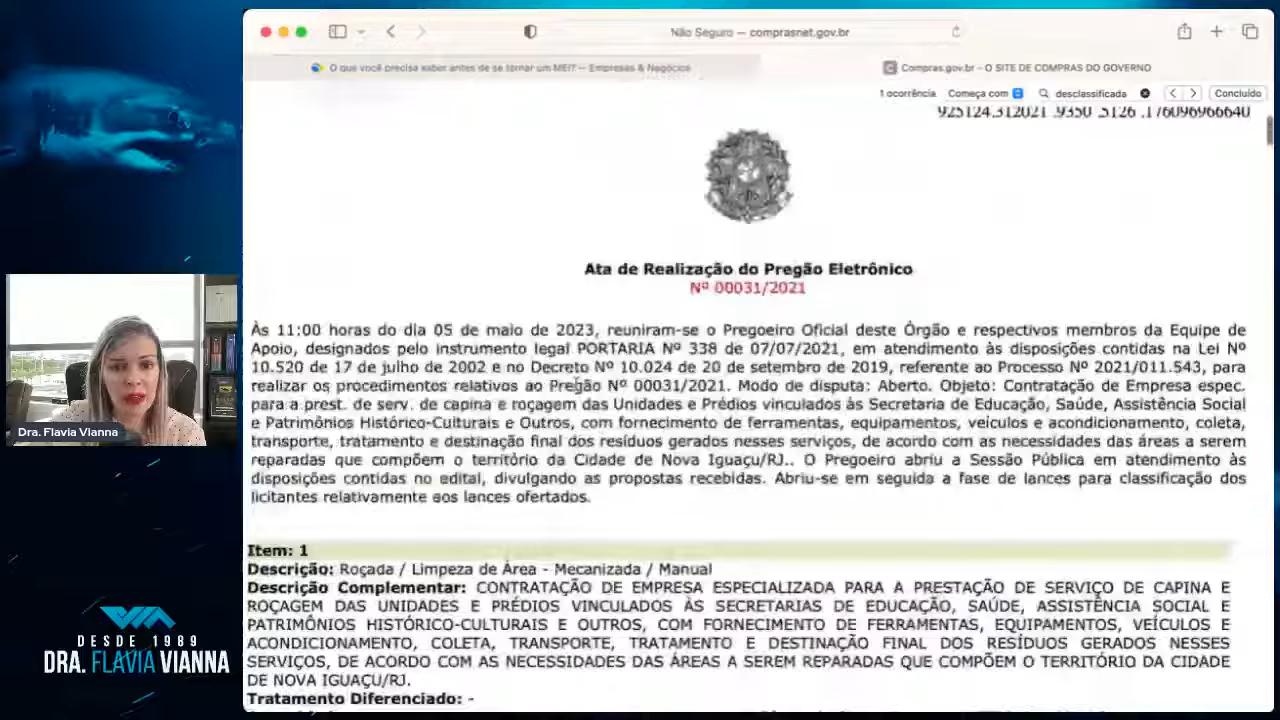 Não Seguro — comprasnet.gov.br
O que você precisa saber antes de se tornar um MEI? — Empresas & Negócios
Compras.gov.br - O SITE DE COMPRAS DO GOVERNO
1 ocorrência Começa com desclassificada Concluído
925124.312021 .9350 .5126 .176096966640
Ata de Realização do Pregão Eletrônico
Nº 00031/2021
Às 11:00 horas do dia 05 de maio de 2023, reuniram-se o Pregoeiro Oficial deste Órgão e respectivos membros da Equipe de
Apoio, designados pelo instrumento legal PORTARIA Nº 338 de 07/07/2021, em atendimento às disposições contidas na Lei Nº
10.520 de 17 de julho de 2002 e no Decreto Nº 10.024 de 20 de setembro de 2019, referente ao Processo Nº 2021/011.543, para
realizar os procedimentos relativos ao Pregão Nº 00031/2021. Modo de disputa: Aberto. Objeto: Contratação de Empresa espec.
para a prest. de serv. de capina e roçagem das Unidades e Prédios vinculados às Secretaria de Educação, Saúde, Assistência Social
e Patrimônios Histórico-Culturais e Outros, com fornecimento de ferramentas, equipamentos, veículos e acondicionamento, coleta,
transporte, tratamento e destinação final dos resíduos gerados nesses serviços, de acordo com as necessidades das áreas a serem
reparadas que compõem o território da Cidade de Nova Iguaçu/RJ.. O Pregoeiro abriu a Sessão Pública em atendimento às
disposições contidas no edital, divulgando as propostas recebidas. Abriu-se em seguida a fase de lances para classificação dos
licitantes relativamente aos lances ofertados.
Item: 1
Descrição: Roçada / Limpeza de Área - Mecanizada / Manual
Descrição Complementar: CONTRATAÇÃO DE EMPRESA ESPECIALIZADA PARA A PRESTAÇÃO DE SERVIÇO DE CAPINA E
ROÇAGEM DAS UNIDADES E PRÉDIOS VINCULADOS ÀS SECRETARIAS DE EDUCAÇÃO, SAÚDE, ASSISTÊNCIA SOCIAL E
PATRIMÔNIOS HISTÓRICO-CULTURAIS E OUTROS, COM FORNECIMENTO DE FERRAMENTAS, EQUIPAMENTOS, VEÍCULOS E
ACONDICIONAMENTO, COLETA, TRANSPORTE, TRATAMENTO E DESTINAÇÃO FINAL DOS RESÍDUOS GERADOS NESSES
SERVIÇOS, DE ACORDO COM AS NECESSIDADES DAS ÁREAS A SEREM REPARADAS QUE COMPÕEM O TERRITÓRIO DA CIDADE
DE NOVA IGUAÇU/RJ.
Tratamento Diferenciado: -
Dra. Flavia Vianna
DESDE 1989
DRA. FLAVIA VIANNA